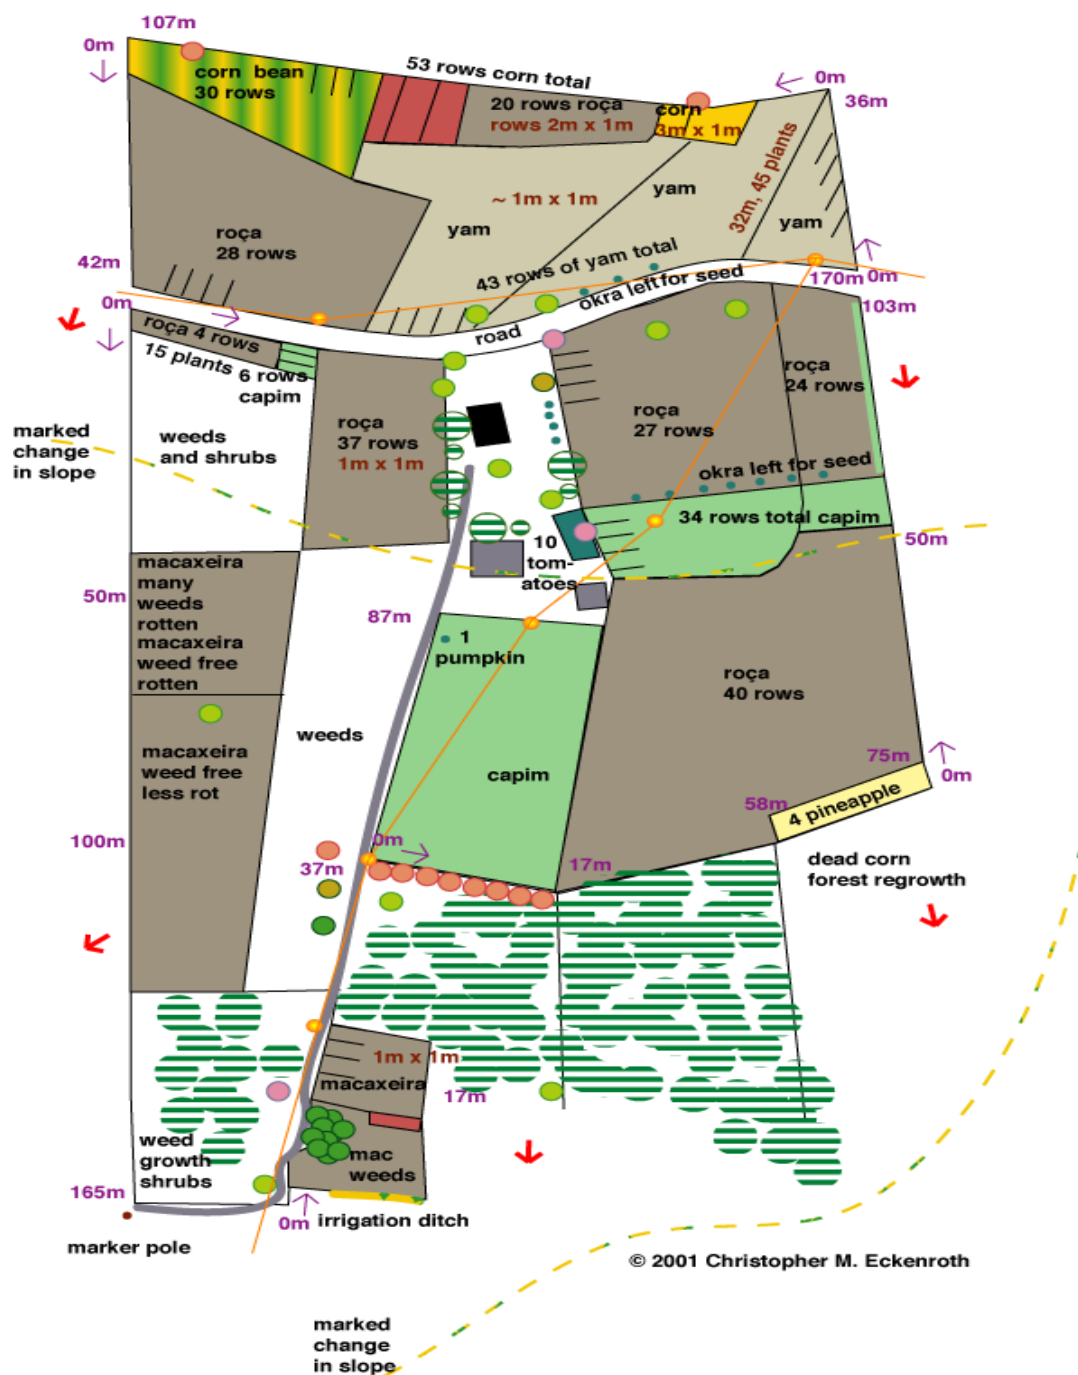 107m
0m
53 rows corn total
corn bean
30 rows
0m
36m
20 rows roça
rows 2m x 1m
corn
3m x 1m
32m, 45 plants
~ 1m x 1m
yam
yam
yam
roça
28 rows
43 rows of yam total
okra left for seed
42m
170m
0m
0m
103m
road
roça 4 rows
15 plants
6 rows
capim
roça
24 rows
roça
37 rows
1m x 1m
roça
27 rows
marked
change
in slope
weeds
and shrubs
okra left for seed
34 rows total capim
50m
10
tom-
atoes
macaxeira
many
weeds
rotten
macaxeira
weed free
rotten
50m
87m
1
pumpkin
roça
40 rows
weeds
macaxeira
weed free
less rot
capim
75m
0m
58m
4 pineapple
100m
0m
37m
17m
dead corn
forest regrowth
1m x 1m
macaxeira
17m
weed
growth
shrubs
mac
weeds
165m
0m
irrigation ditch
marker pole
© 2001 Christopher M. Eckenroth
marked
change
in slope